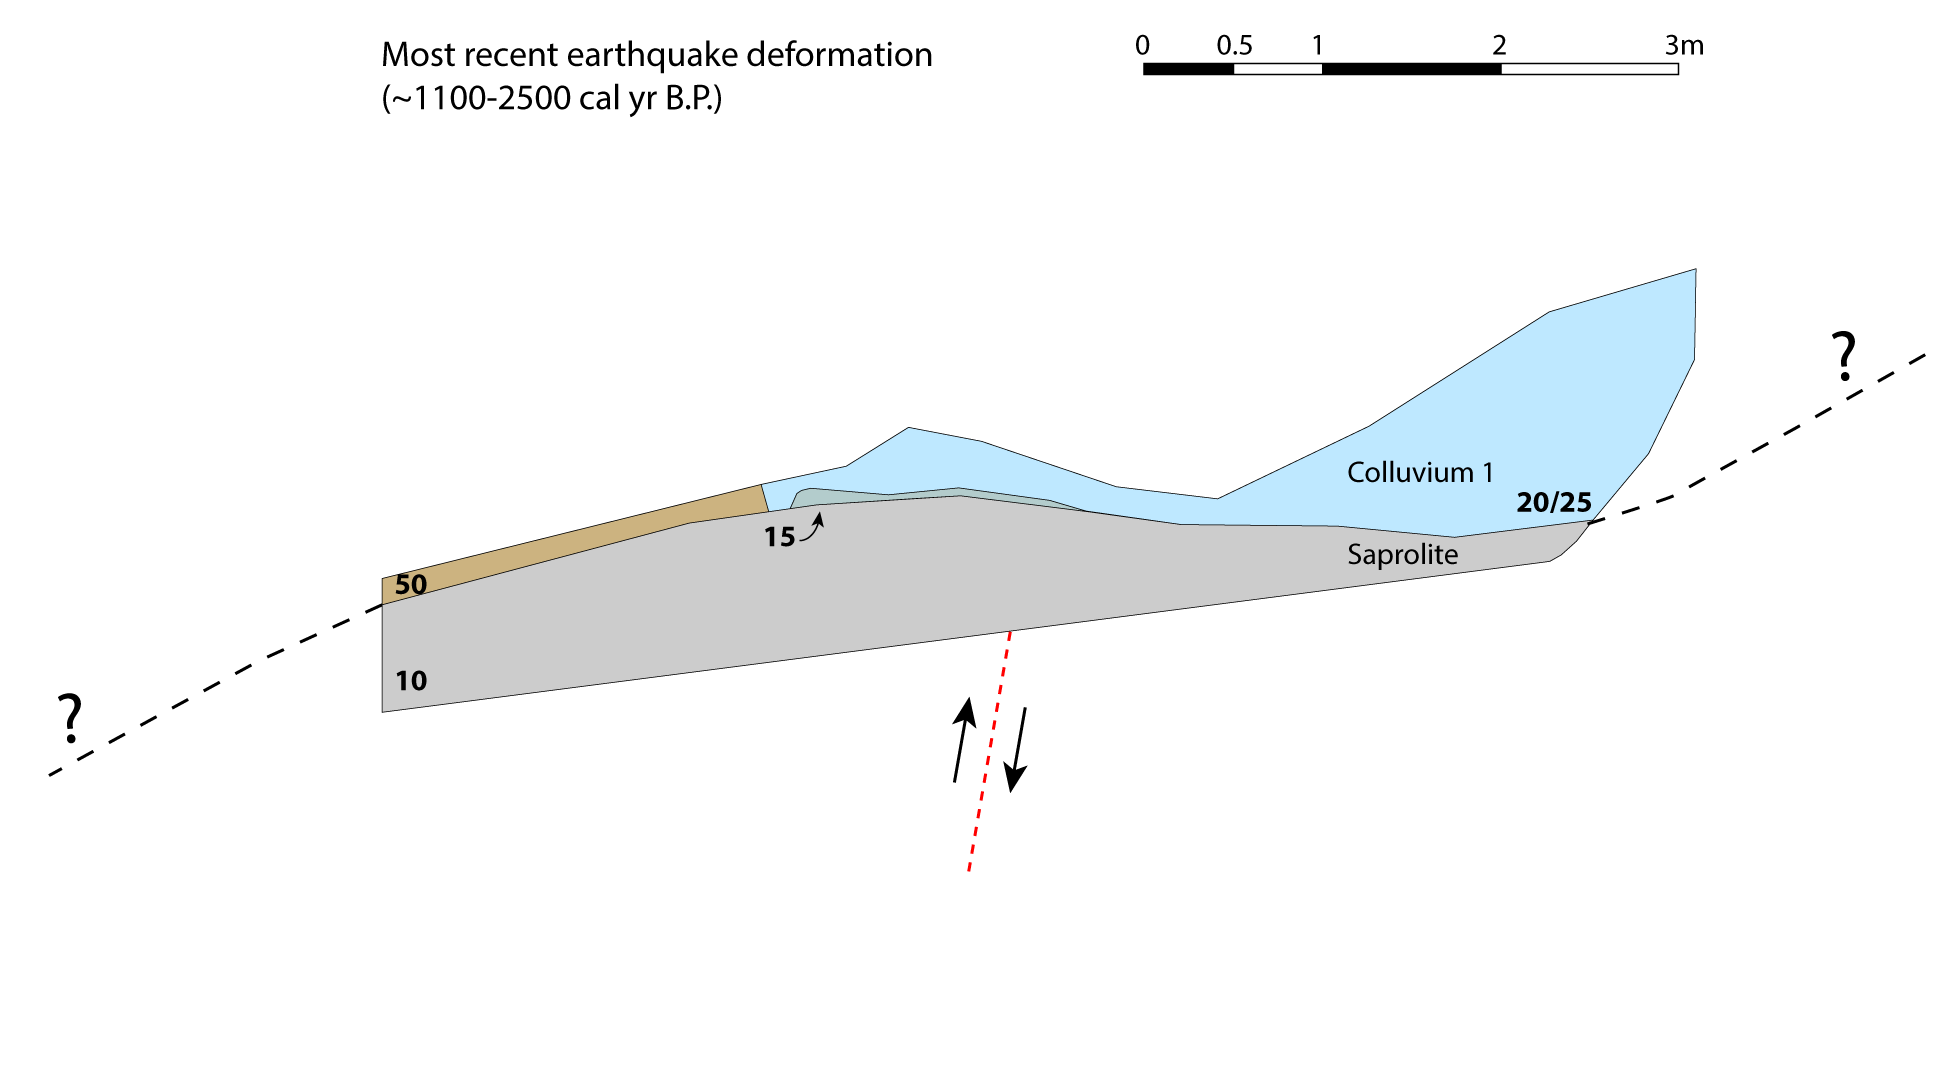 Most recent earthquake deformation
(~1100-2500 cal yr B.P.)
0 0.5 1 2 3m
?
Colluvium 1
20/25
15
Saprolite
50
10
?